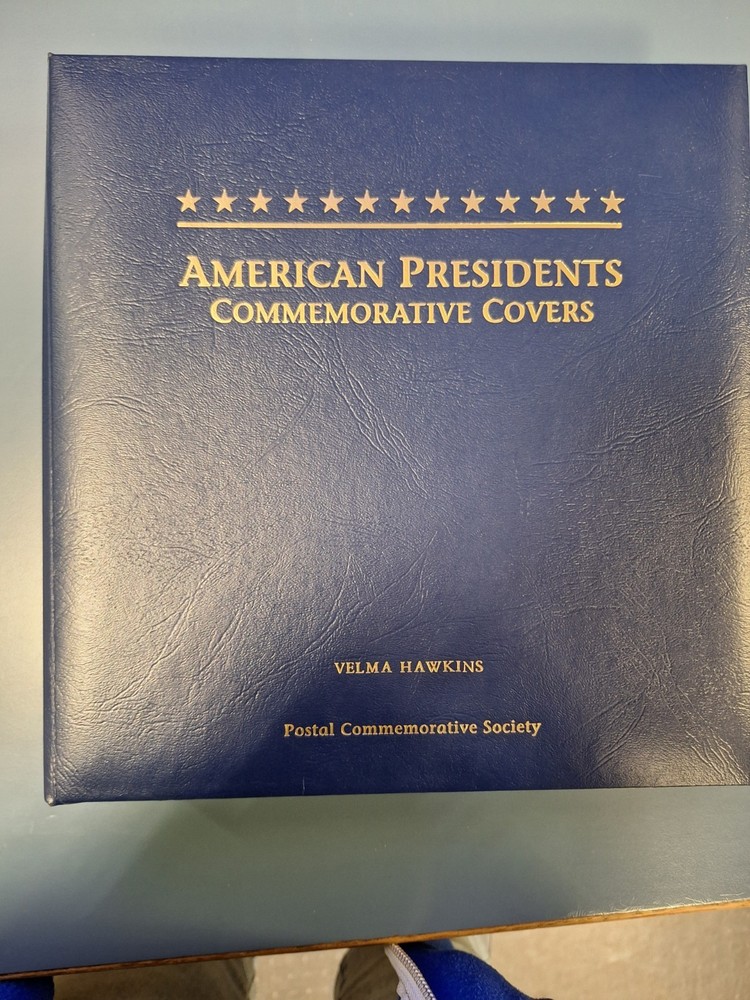 AMERICAN PRESIDENTS
COMMEMORATIVE COVERS
VELMA HAWKINS
Postal Commemorative Society